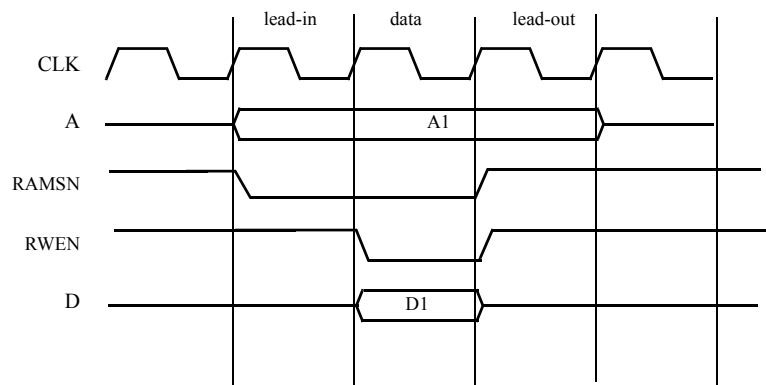 lead-in data lead-out
CLK
A A1
RAMSN
RWEN
D D1